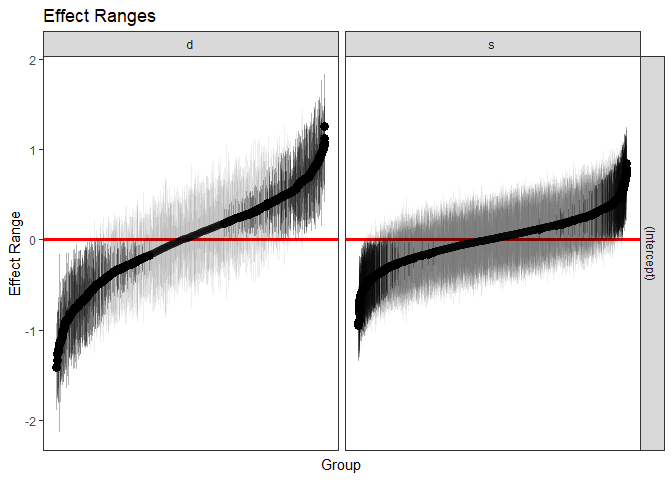 Effect Ranges
d
s
2
1
0
-1
-2
Effect Range
(Intercept)
Group